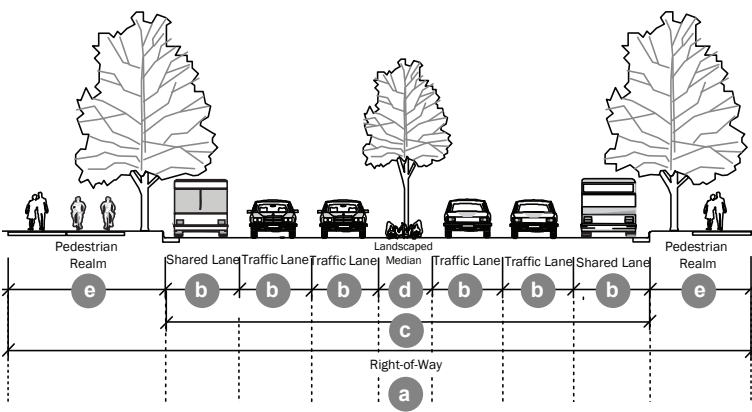 Pedestrian
Realm
Shared Lane
Traffic Lane
Traffic Lane
Landscaped
Median
Traffic Lane
Traffic Lane
Shared Lane
Pedestrian
Realm
e
b
b
b
d
b
b
b
e
c
Right-of-Way
a